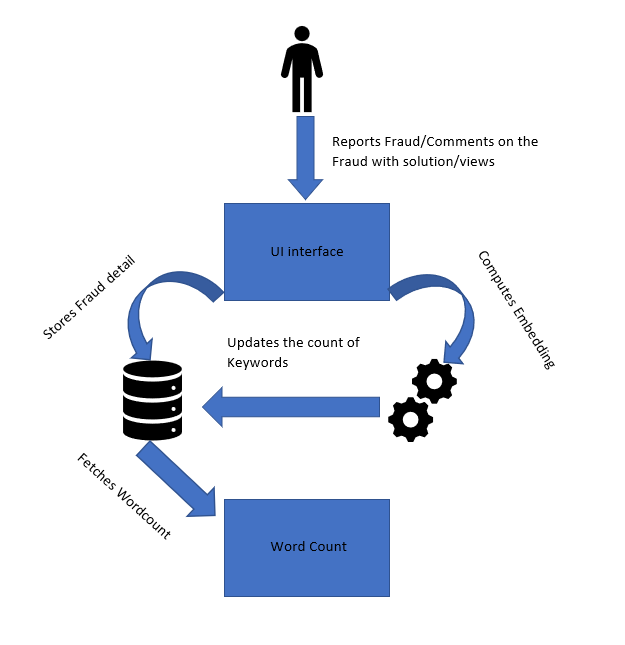 Reports Fraud/Comments on the
Fraud with solution/views
UI interface
Stores Fraud detail
Computes Embedding
Updates the count of
Keywords
Fetches Wordcount
Word Count